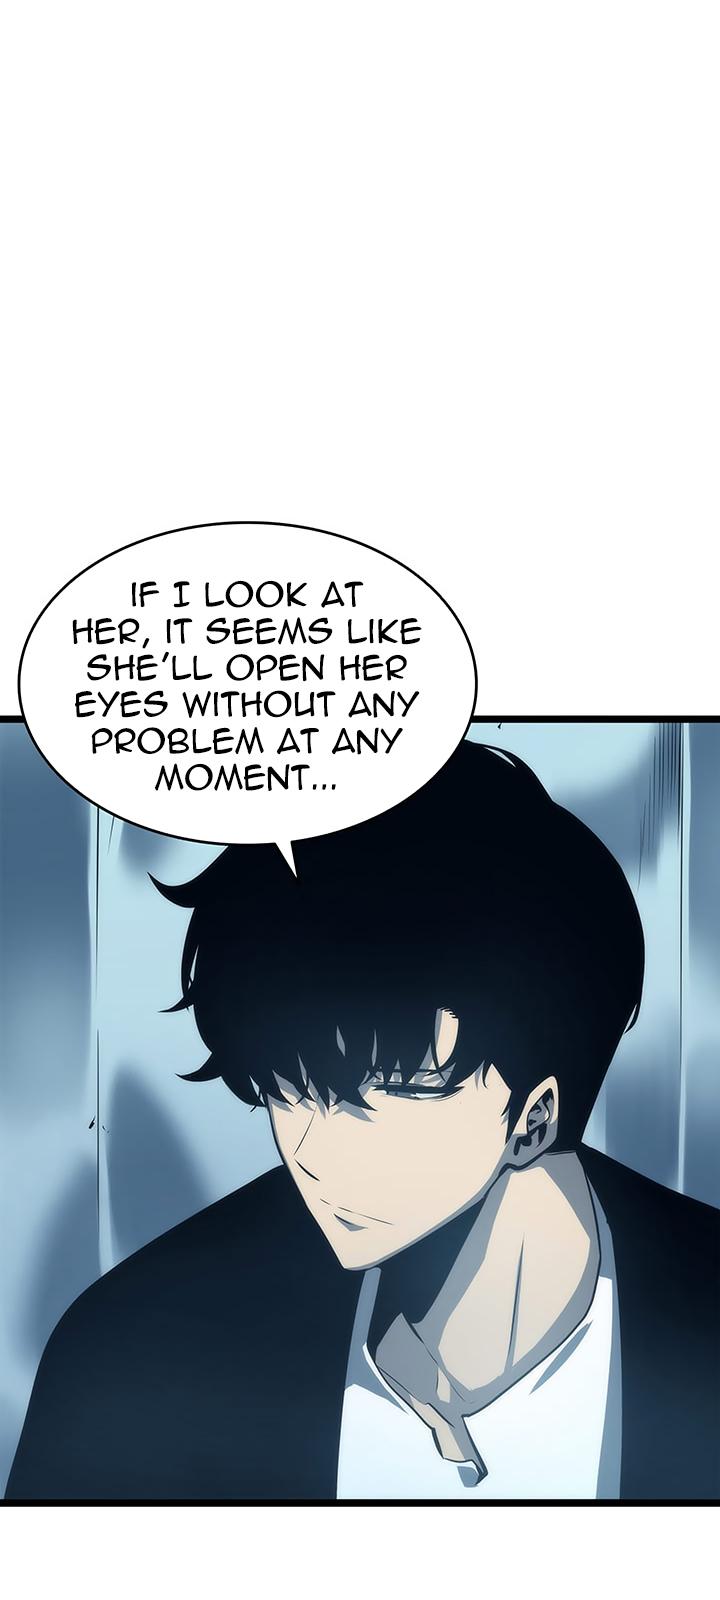 IF I LOOK AT
HER, IT SEEMS LIKE
SHE'LL OPEN HER
EYES WITHOUT ANY
PROBLEM AT ANY
MOMENT...